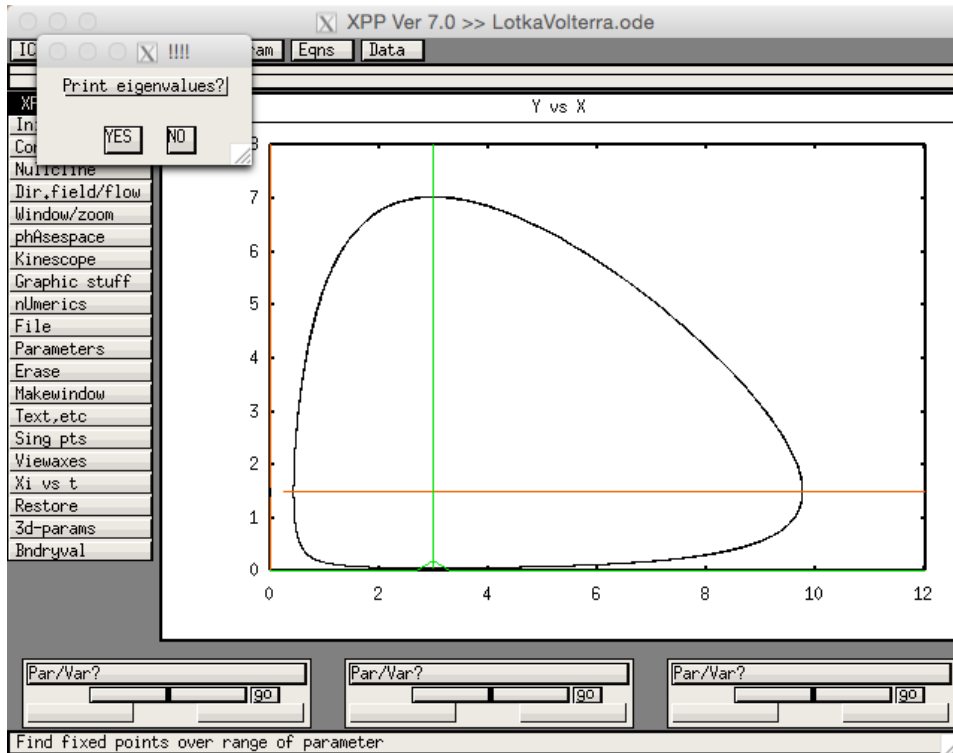 XPP Ver 7.0 >> LotkaVolterra.ode
IC
am
Eqns
Data
!!!!
Print eigenvalues?
YES
NO
XP
In
Co
Nullcline
Dir.field/flow
Window/zoom
phAsespace
Kinescope
Graphic stuff
nUmerics
File
Parameters
Erase
Makewindow
Text,etc
Sing pts
Viewaxes
Xi vs t
Restore
3d-params
Bndryval
Y vs X
8
7
6
5
4
3
2
1
0
0 2 4 6 8 10 12
Par/Var?
go
Par/Var?
go
Par/Var?
go
Find fixed points over range of parameter